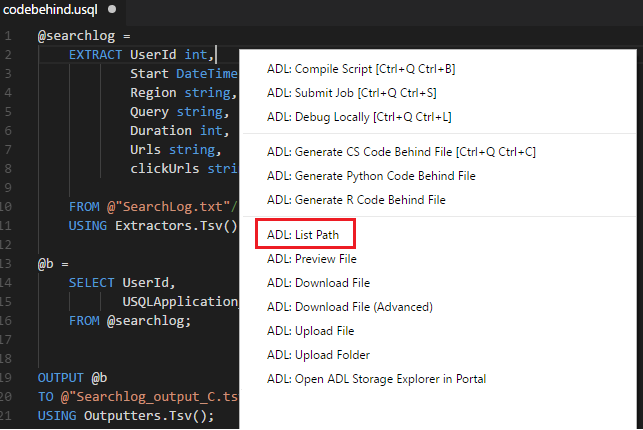 codebehind.usql
1 @searchlog =
2 EXTRACT UserId int,
3 Start DateTime
4 Region string,
5 Query string,
6 Duration int,
7 Urls string,
8 clickUrls
10 FROM @"SearchLog.txt"/
11 USING Extractors.Tsv()
12
13 @b =
14 SELECT UserId,
15 USQLApplication_
16 FROM @searchlog;
18
19 OUTPUT @b
20 TO @"Searchlog_output_C.
21 USING Outputters.Tsv();
ADL: Compile Script [Ctrl+Q Ctrl+B]
ADL: Submit Job [Ctrl+Q Ctrl+S]
ADL: Debug Locally [Ctrl+Q Ctrl+L]
ADL: Generate CS Code Behind File [Ctrl+Q Ctrl+C]
ADL: Generate Python Code Behind File
ADL: Generate R Code Behind File
ADL: List Path
ADL: Preview File
ADL: Download File
ADL: Download File (Advanced)
ADL: Upload File
ADL: Upload Folder
ADL: Open ADL Storage Explorer in Portal